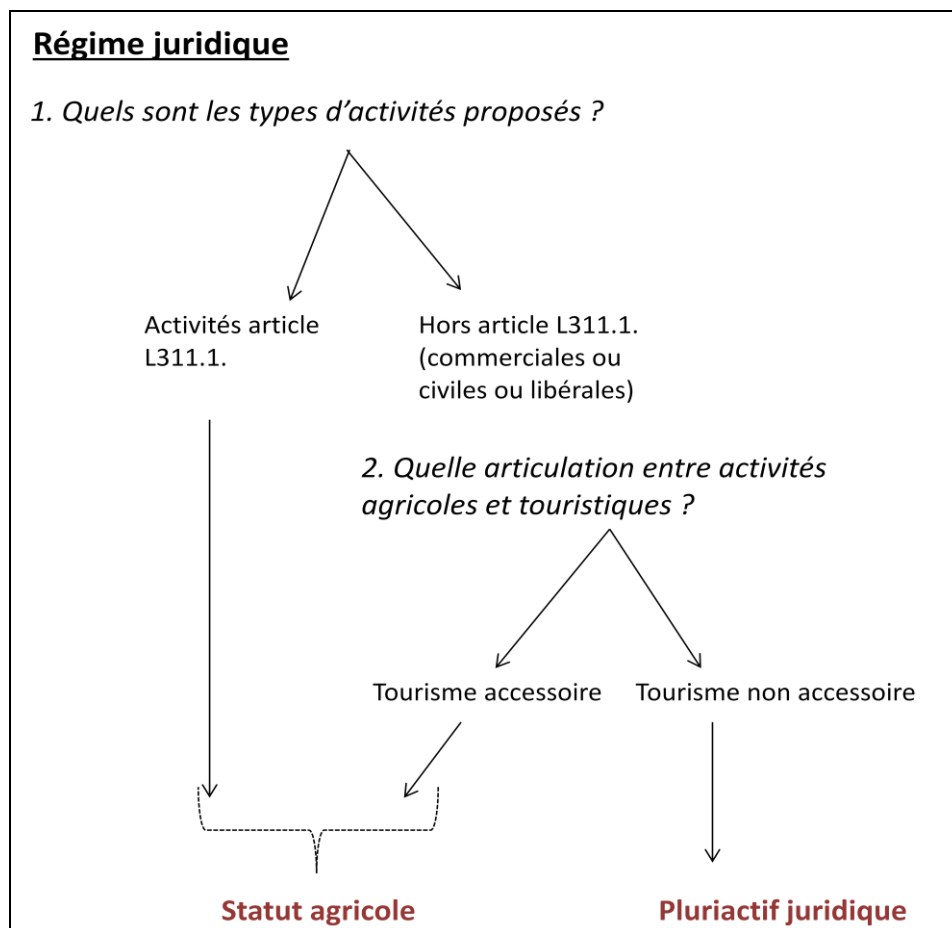 Régime juridique
1. Quels sont les types d’activités proposés ?
Activités article
L311.1.
Hors article L311.1.
(commerciales ou
civiles ou libérales)
2. Quelle articulation entre activités
agricoles et touristiques ?
Tourisme accessoire
Tourisme non accessoire
Statut agricole
Pluriactif juridique